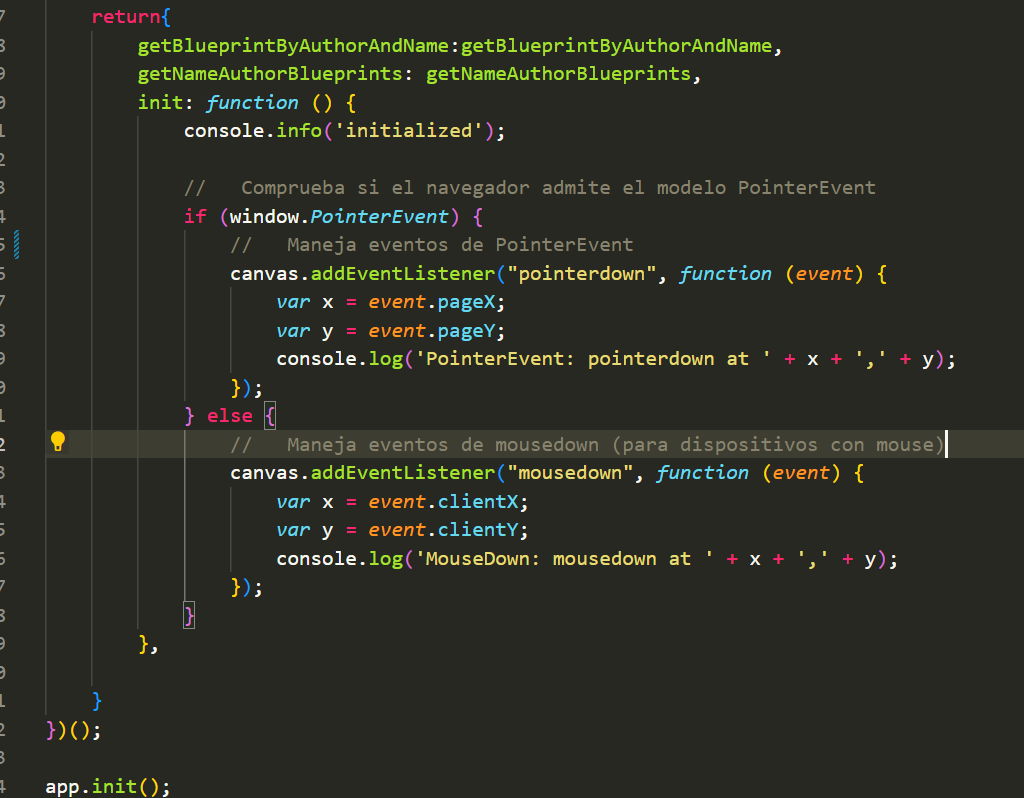 7 return{
8 getBlueprintByAuthorAndName:getBlueprintByAuthorAndName,
9 getNameAuthorBlueprints: getNameAuthorBlueprints,
0 init: function () {
1 console.info('initialized');
2
3 //   Comprueba si el navegador admite el modelo PointerEvent
4 if (window.PointerEvent) {
5 //   Maneja eventos de PointerEvent
6 canvas.addEventListener("pointerdown", function (event) {
7 var x = event.pageX;
8 var y = event.pageY;
9 console.log('PointerEvent: pointerdown at ' + x + ',' + y);
0 });
1 } else {
2 //   Maneja eventos de mousedown (para dispositivos con mouse)
3 canvas.addEventListener("mousedown", function (event) {
4 var x = event.clientX;
5 var y = event.clientY;
6 console.log('MouseDown: mousedown at ' + x + ',' + y);
7 });
8 }
9 },
0
1 }
2 })();
3
4 app.init();